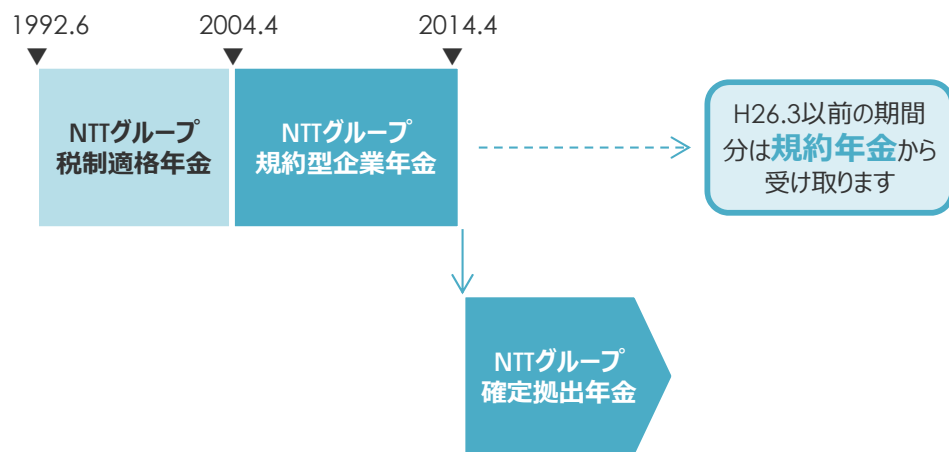 1992.6
2004.4
2014.4
NTTグループ
税制適格年金
NTTグループ
規約型企業年金
H26.3以前の期間
分は規約年金から
受け取ります
NTTグループ
確定拠出年金